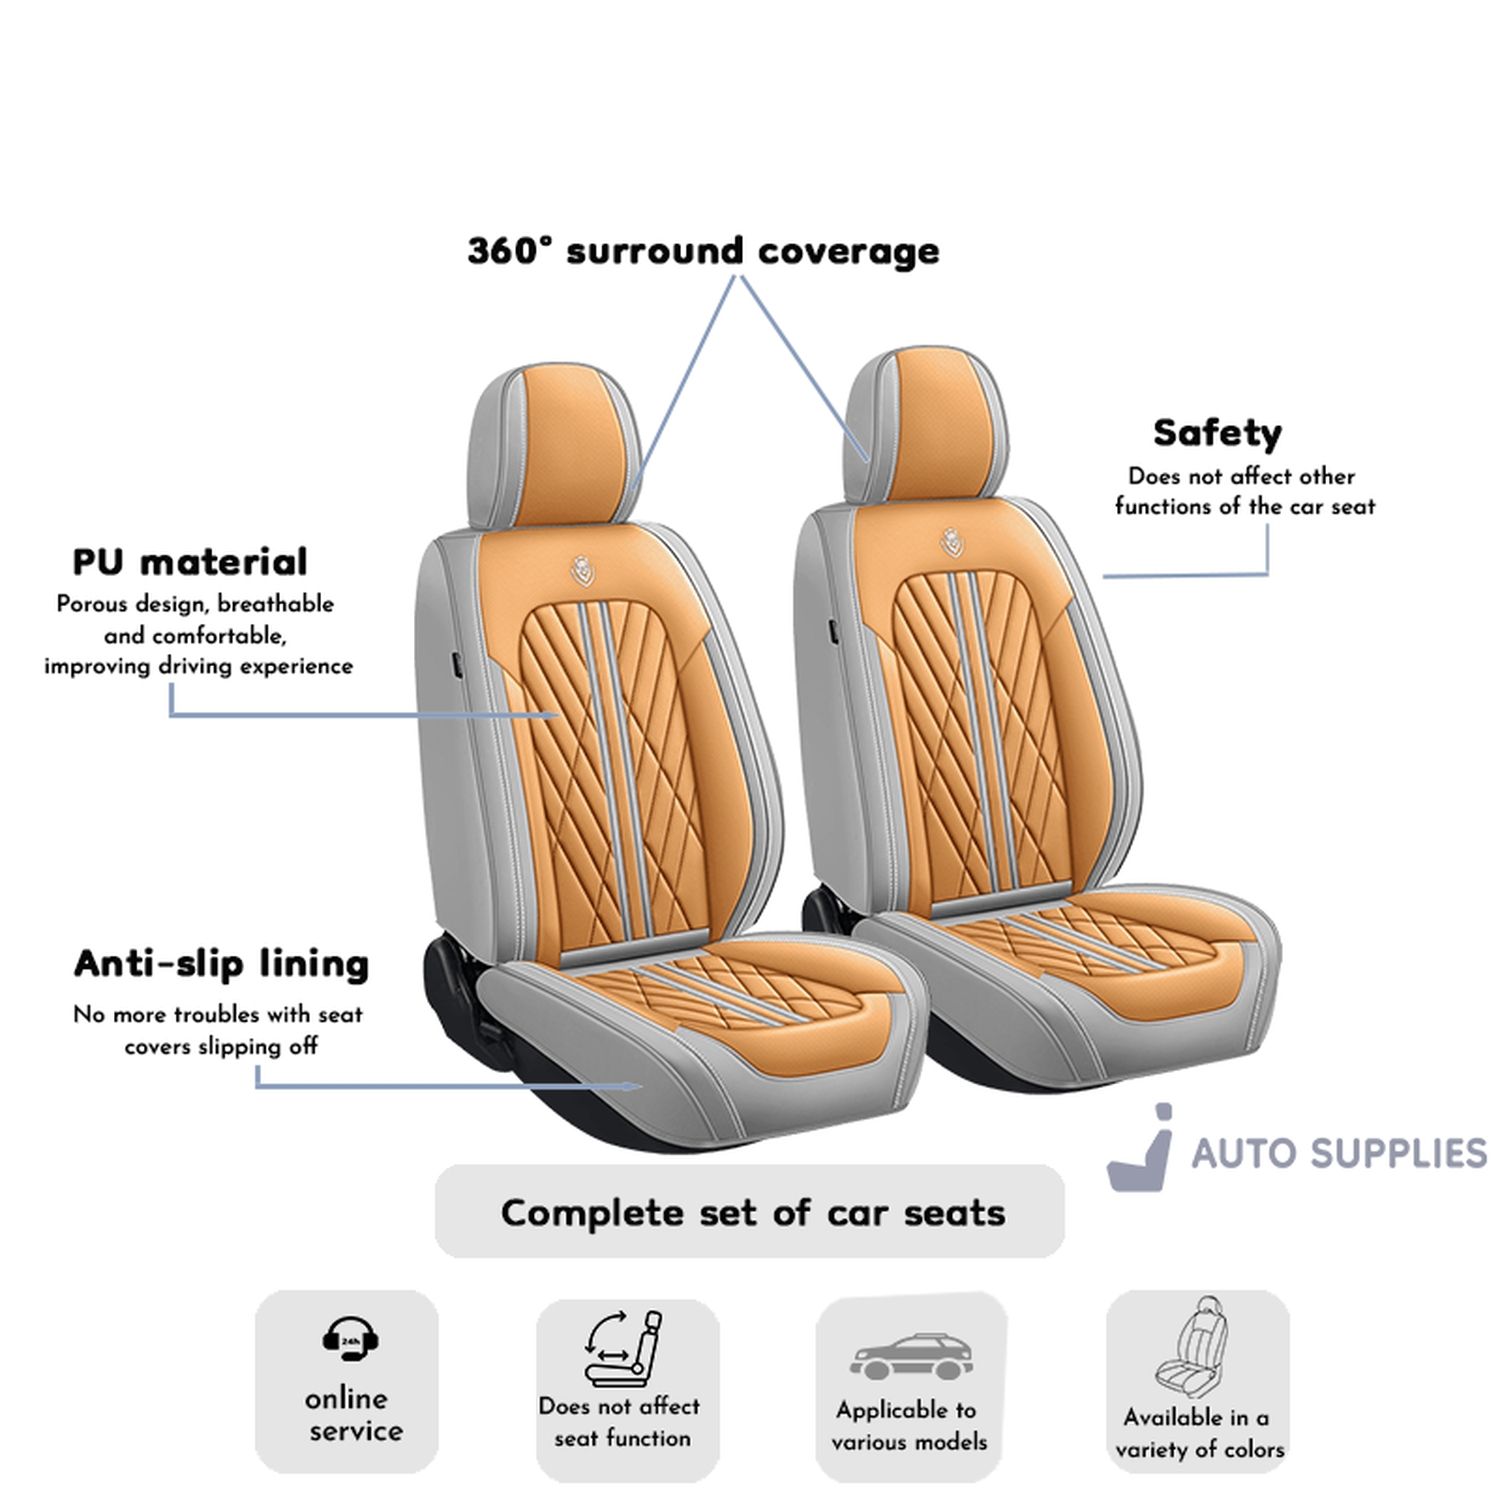 360° surround coverage
Safety
Does not affect other
functions of the car seat
PU material
Porous design, breathable
and comfortable,
improving driving experience
Anti-slip lining
No more troubles with seat
covers slipping off
AUTO SUPPLIES
Complete set of car seats
24h
online
service
Does not affect
seat function
Applicable to
various models
Available in a
variety of colors